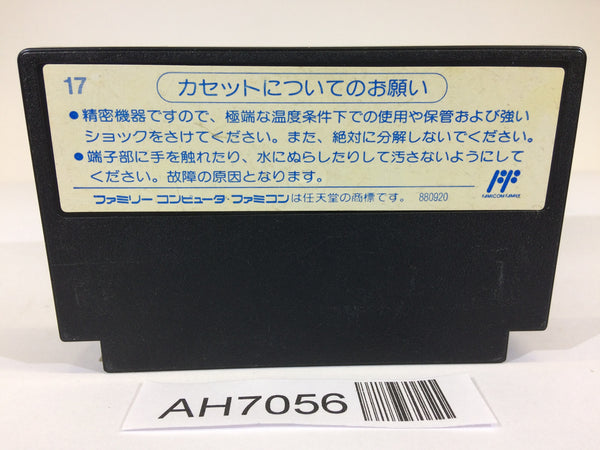 17
カセットについてのお願い
●精密機器ですので、極端な温度条件下での使用や保管および強い
ショックをさけてください。また、絶対に分解しないでください。
●端子部に手を触れたり、水にぬらしたりして汚さないようにして
ください。故障の原因となります。
FAMICOM FAMILY
ファミリーコンピュータ・ファミコンは任天堂の商標です。 880920
AH7056